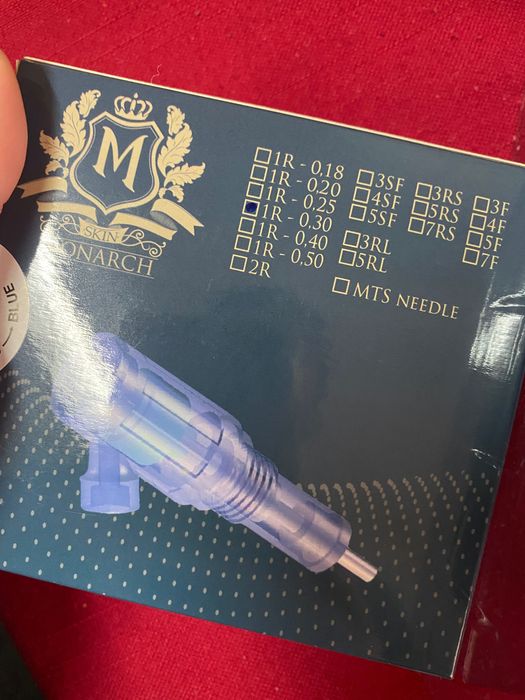 M
SKIN
MONARCH
1R - 0,18
1R - 0,20
1R - 0,25
1R - 0,30
1R - 0,40
1R - 0,50
2R
3SF
4SF
5SF
3RL
5RL
3RS
5RS
7RS
3F
4F
5F
7F
MTS NEEDLE
BLUE